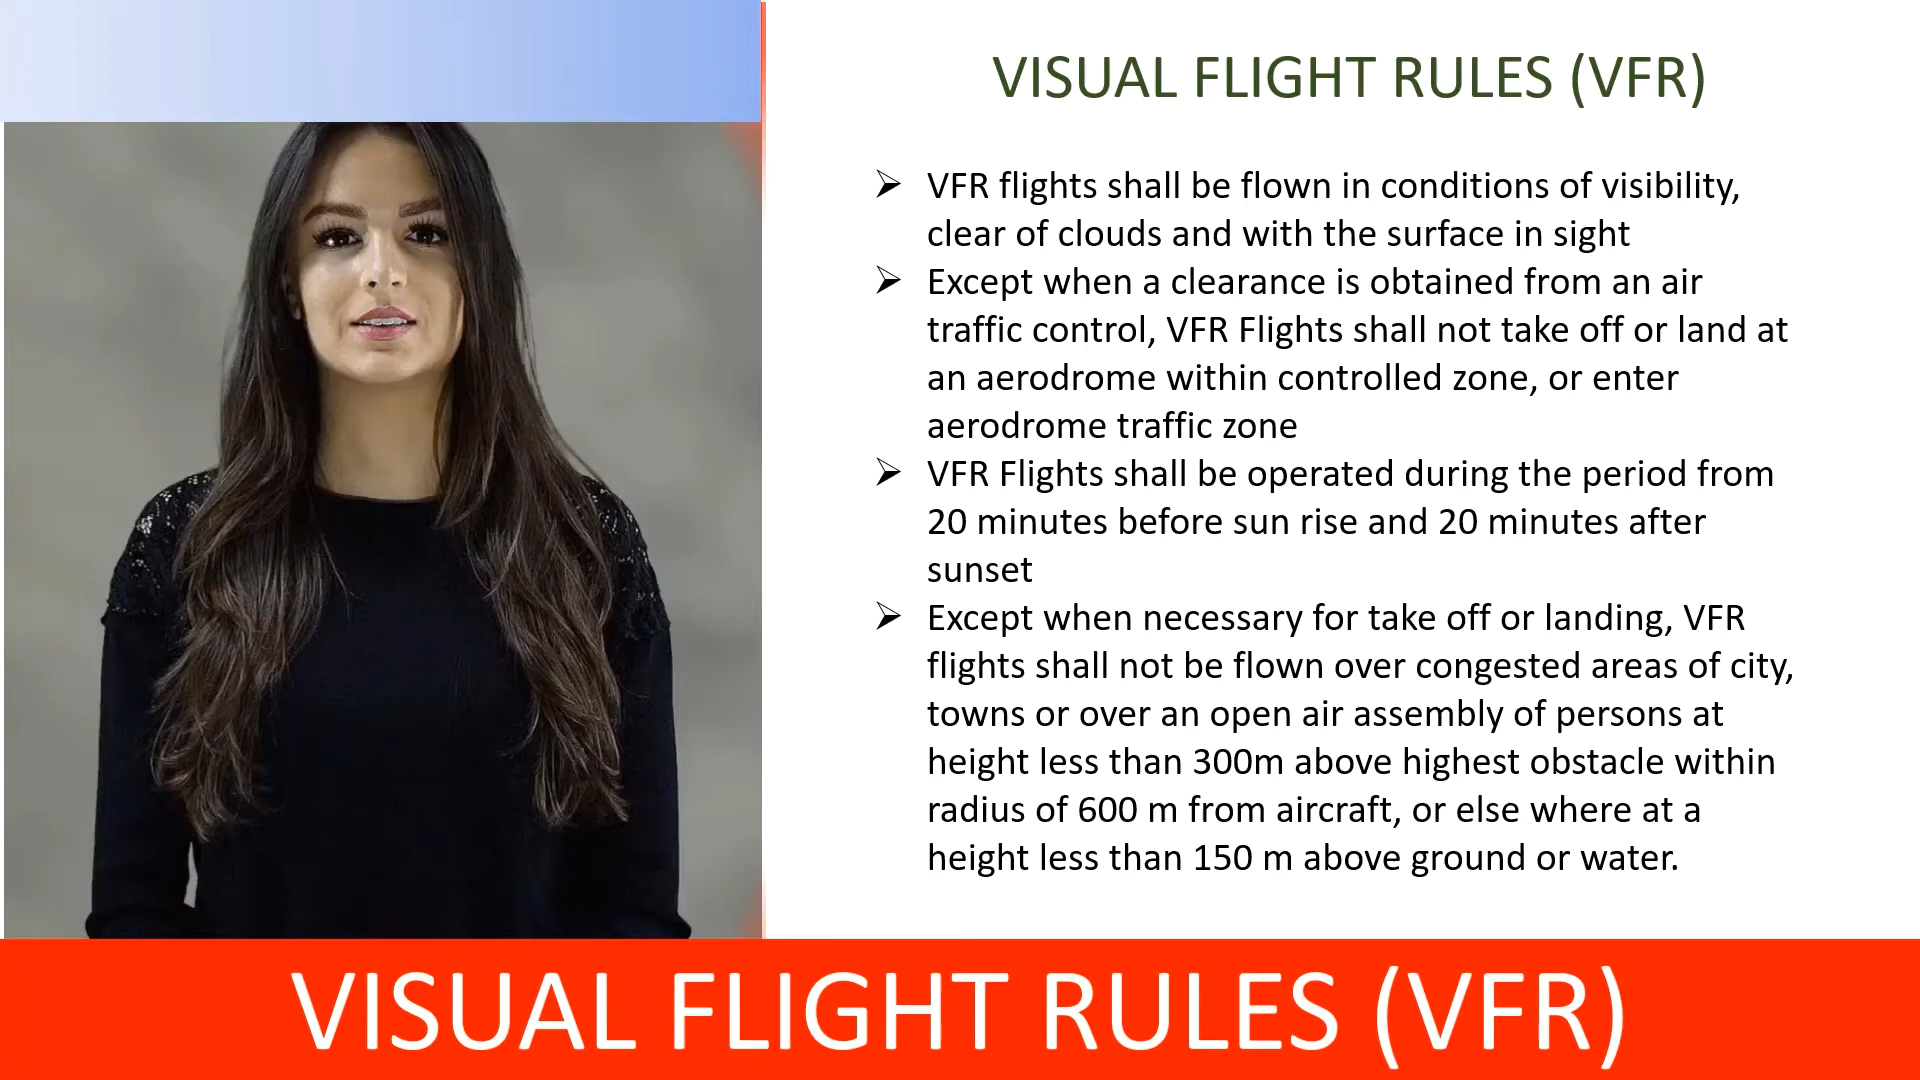 VISUAL FLIGHT RULES (VFR)
VFR flights shall be flown in conditions of visibility,
clear of clouds and with the surface in sight
Except when a clearance is obtained from an air
traffic control, VFR Flights shall not take off or land at
an aerodrome within controlled zone, or enter
aerodrome traffic zone
VFR Flights shall be operated during the period from
20 minutes before sun rise and 20 minutes after
sunset
Except when necessary for take off or landing, VFR
flights shall not be flown over congested areas of city,
towns or over an open air assembly of persons at
height less than 300m above highest obstacle within
radius of 600 m from aircraft, or else where at a
height less than 150 m above ground or water.
VISUAL FLIGHT RULES (VFR)